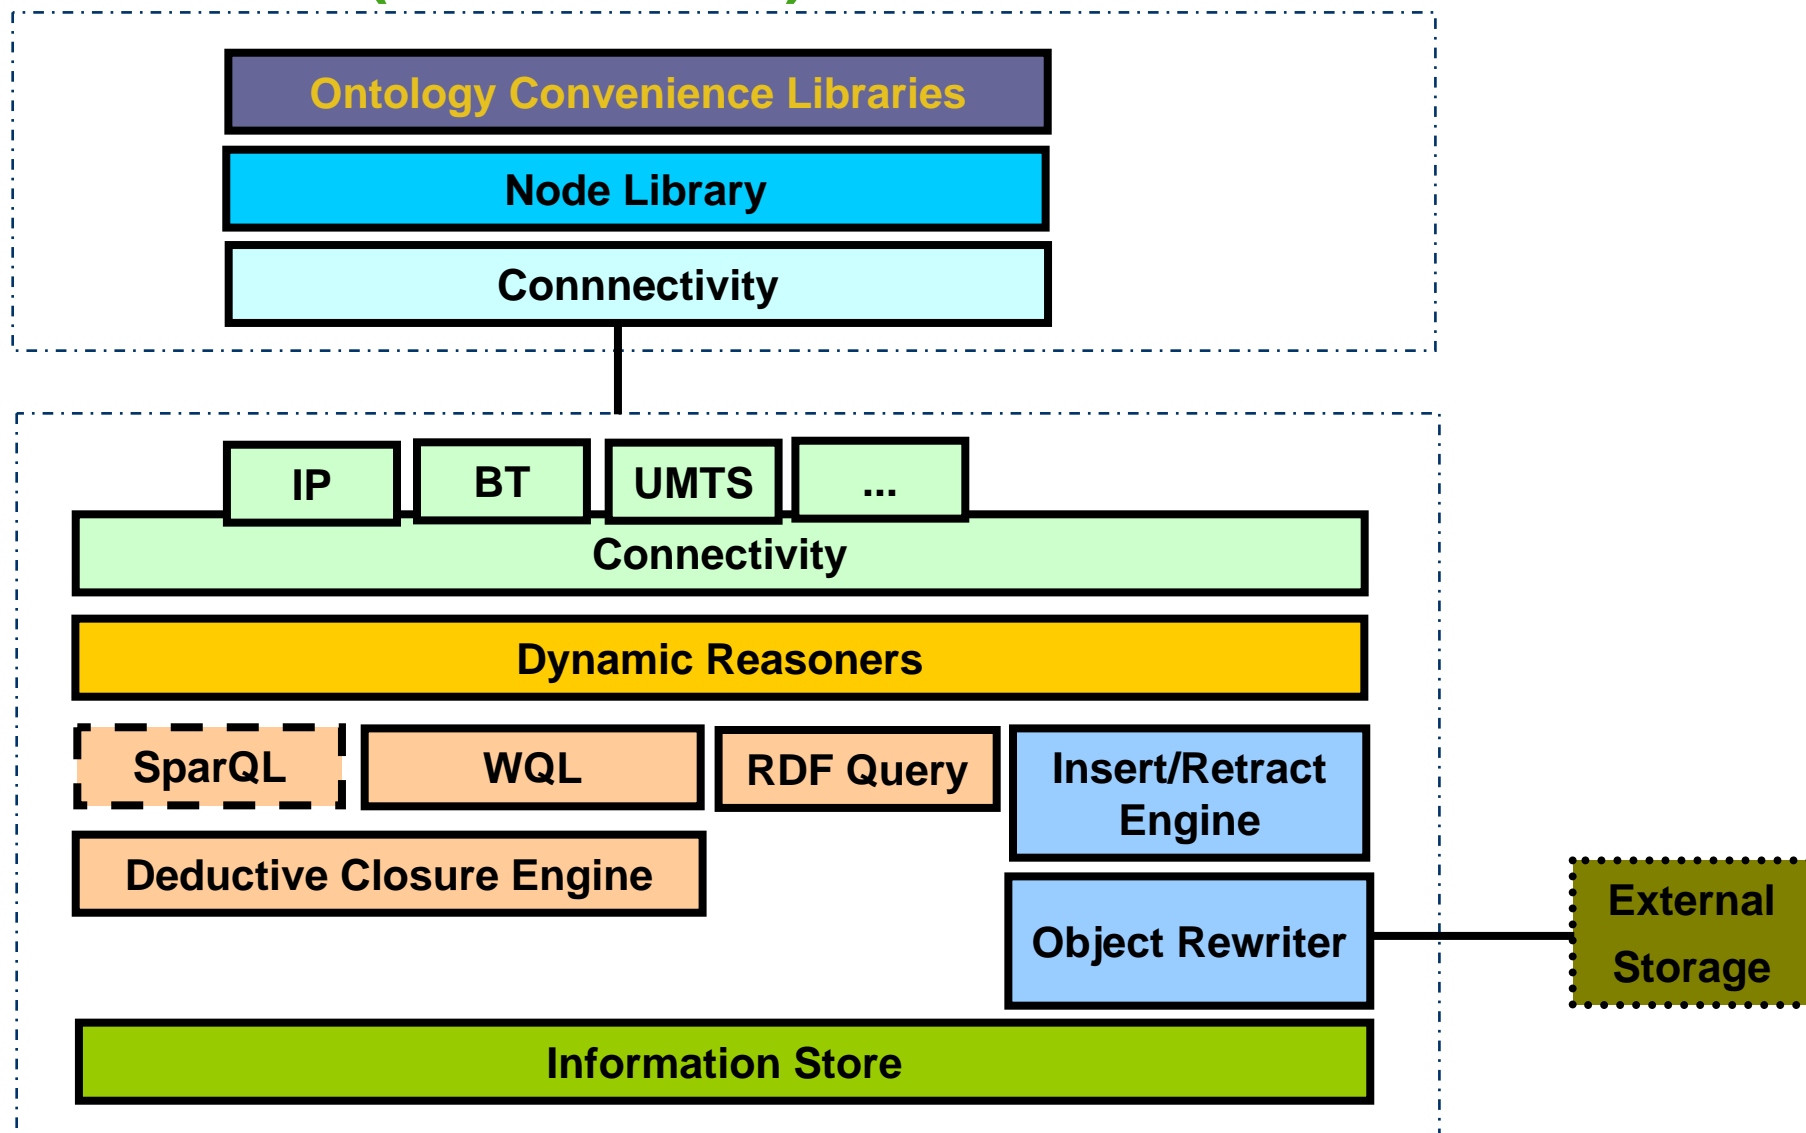 Ontology Convenience Libraries
Node Library
Connnectivity
IP
BT
UMTS
...
Connectivity
Dynamic Reasoners
SparQL
WQL
RDF Query
Insert/Retract
Engine
Deductive Closure Engine
Object Rewriter
External
Storage
Information Store